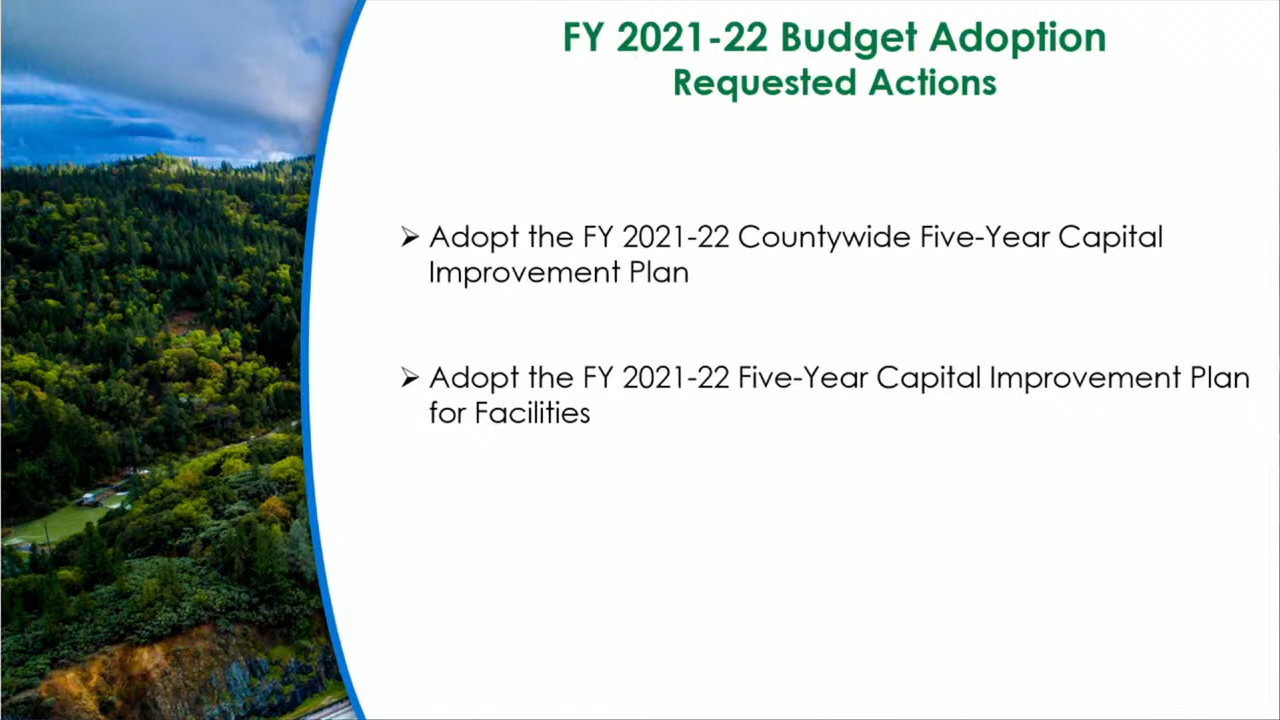 FY 2021-22 Budget Adoption
Requested Actions
➢ Adopt the FY 2021-22 Countywide Five-Year Capital
Improvement Plan
➢ Adopt the FY 2021-22 Five-Year Capital Improvement Plan
for Facilities